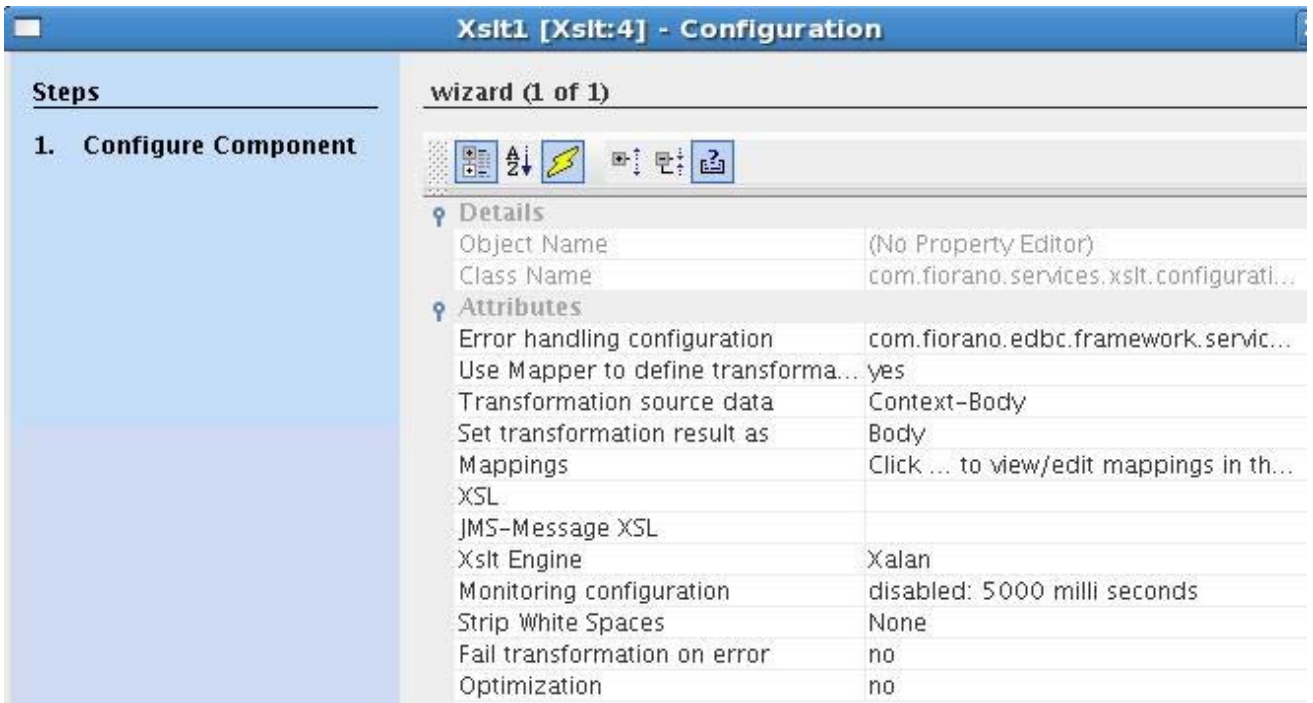 Xslt1 [Xslt:4] - Configuration
Steps
1. Configure Component
wizard (1 of 1)
Details
Object Name (No Property Editor)
Class Name com.fiorano.services.xslt.configurati...
Attributes
Error handling configuration com.fiorano.edbc.framework.servic...
Use Mapper to define transforma... yes
Transformation source data Context-Body
Set transformation result as Body
Mappings Click ... to view/edit mappings in th...
XSL
JMS-Message XSL
Xslt Engine Xalan
Monitoring configuration disabled: 5000 milli seconds
Strip White Spaces None
Fail transformation on error no
Optimization no